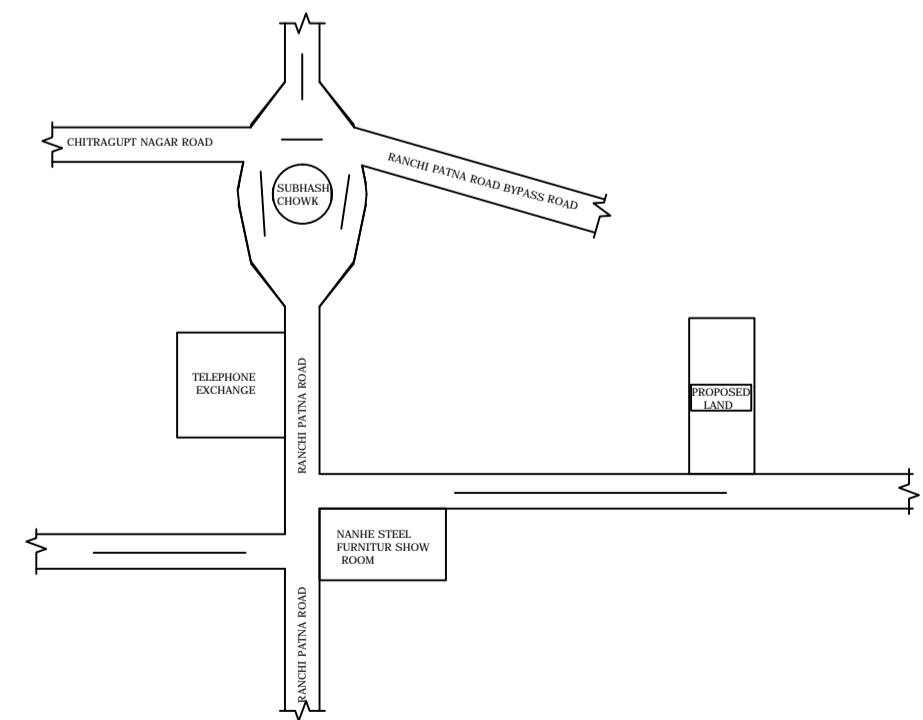 CHITRAGUPT NAGAR ROAD
RANCHI PATNA ROAD BYPASS ROAD
SUBHASH
CHOWK
TELEPHONE
EXCHANGE
RANCHI PATNA ROAD
PROPOSED
LAND
NANHE STEEL
FURNITUR SHOW
ROOM
RANCHI PATNA ROAD